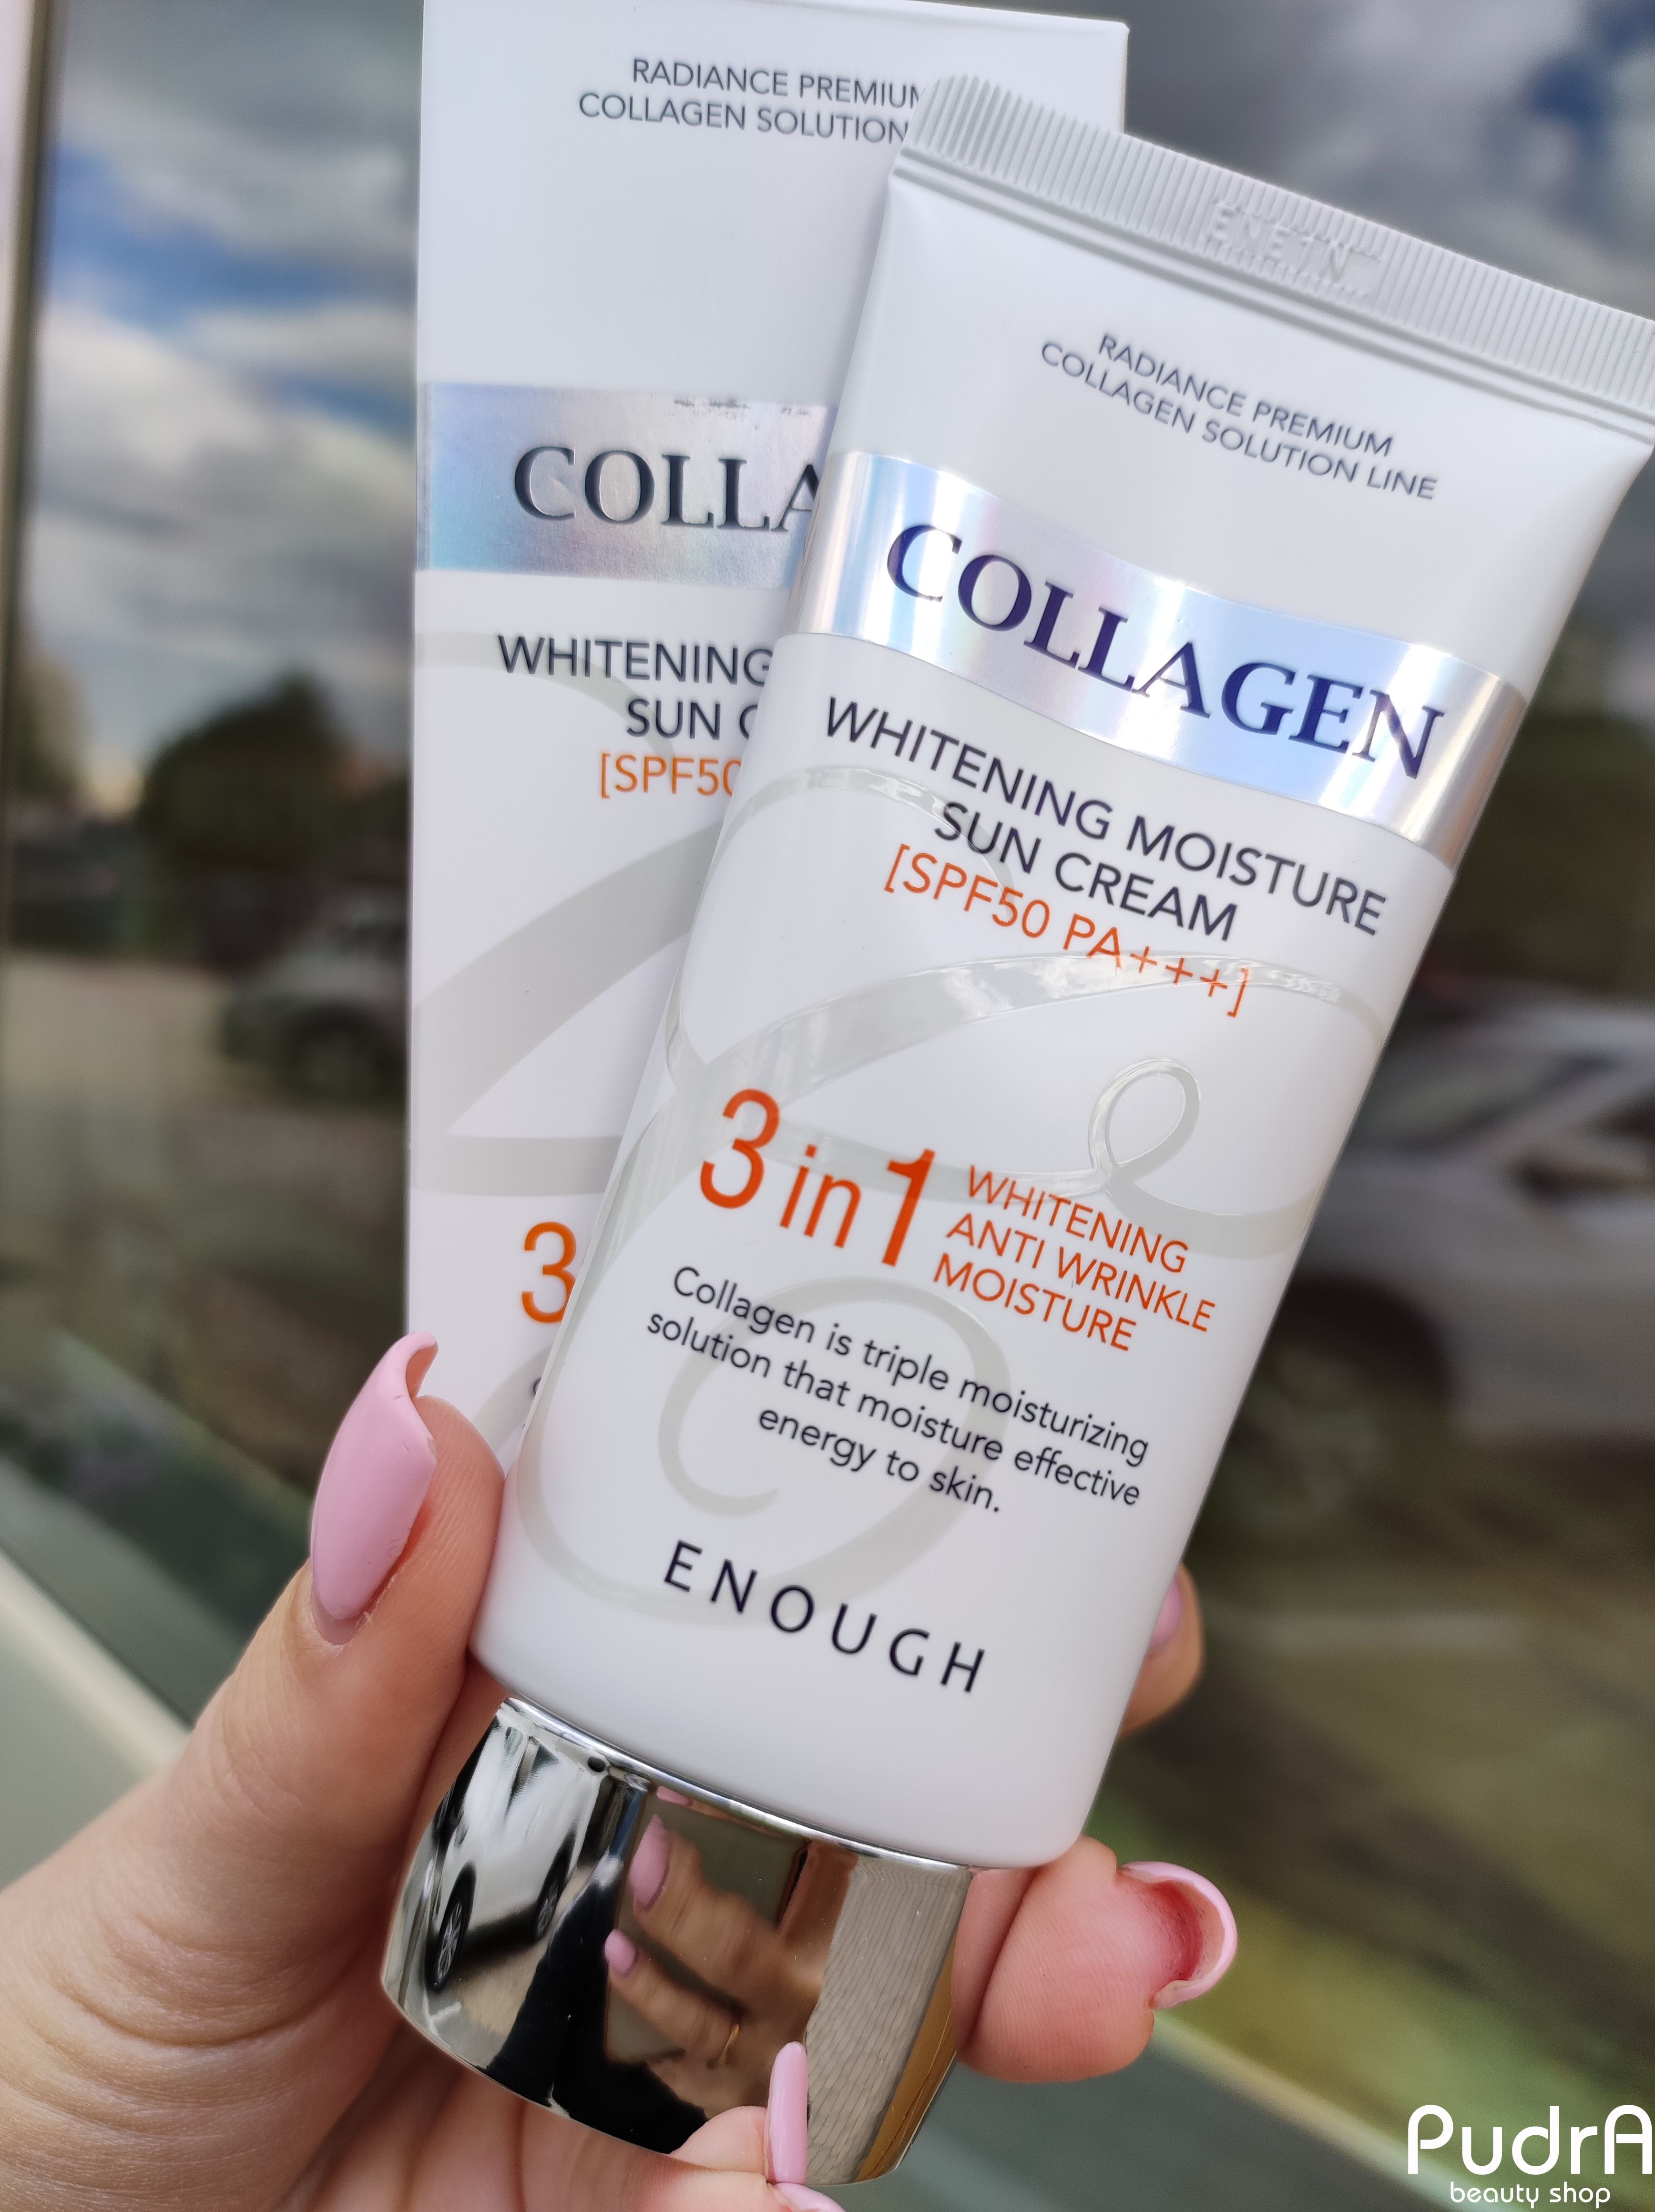 RADIANCE PREMIUM
COLLAGEN SOLUTION
COLLA
WHITENING
SUN C
[SPF50
3
RADIANCE PREMIUM
COLLAGEN SOLUTION LINE
COLLAGEN
WHITENING MOISTURE
SUN CREAM
[SPF50 PA+++]
3 in 1
WHITENING
ANTI WRINKLE
MOISTURE
Collagen is triple moisturizing
solution that moisture effective
energy to skin.
ENOUGH
PudrA
beauty shop